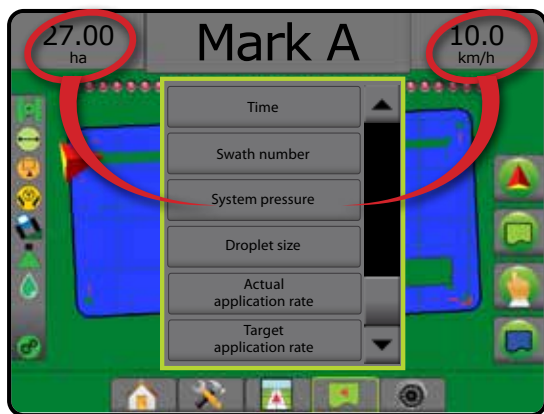 27.00
ha
Mark A
10.0
km/h
Time
Swath number
System pressure
Droplet size
Actual
application rate
Target
application rate